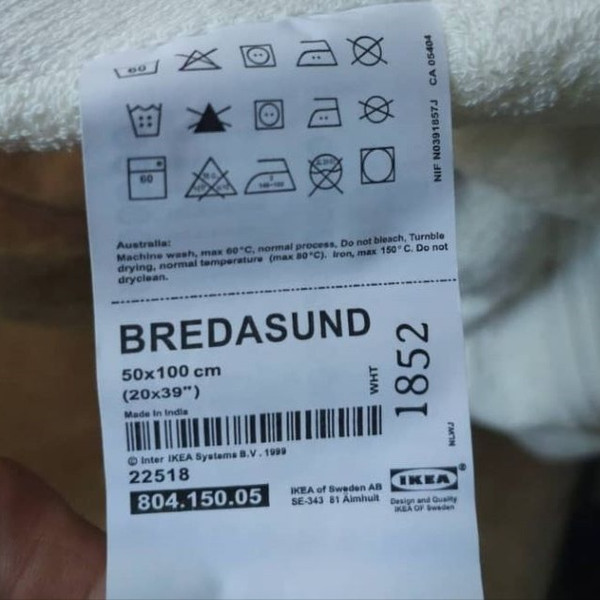 60
60
Australia:
Machine wash, max 60°C, normal process, Do not bleach, Turnble
drying, normal temperature (max 80°C). Iron, max 150°C. Do not
dryclean.
NIF N0391857J CA 05404
BREDASUND
50x100 cm
(20x39")
Made in India
WHT
1852
NLWJ
© Inter IKEA Systems B.V. 1999
22518
804.150.05
IKEA of Sweden AB
SE-343 81 Älmhult
IKEA®
Design and Quality
IKEA OF Sweden